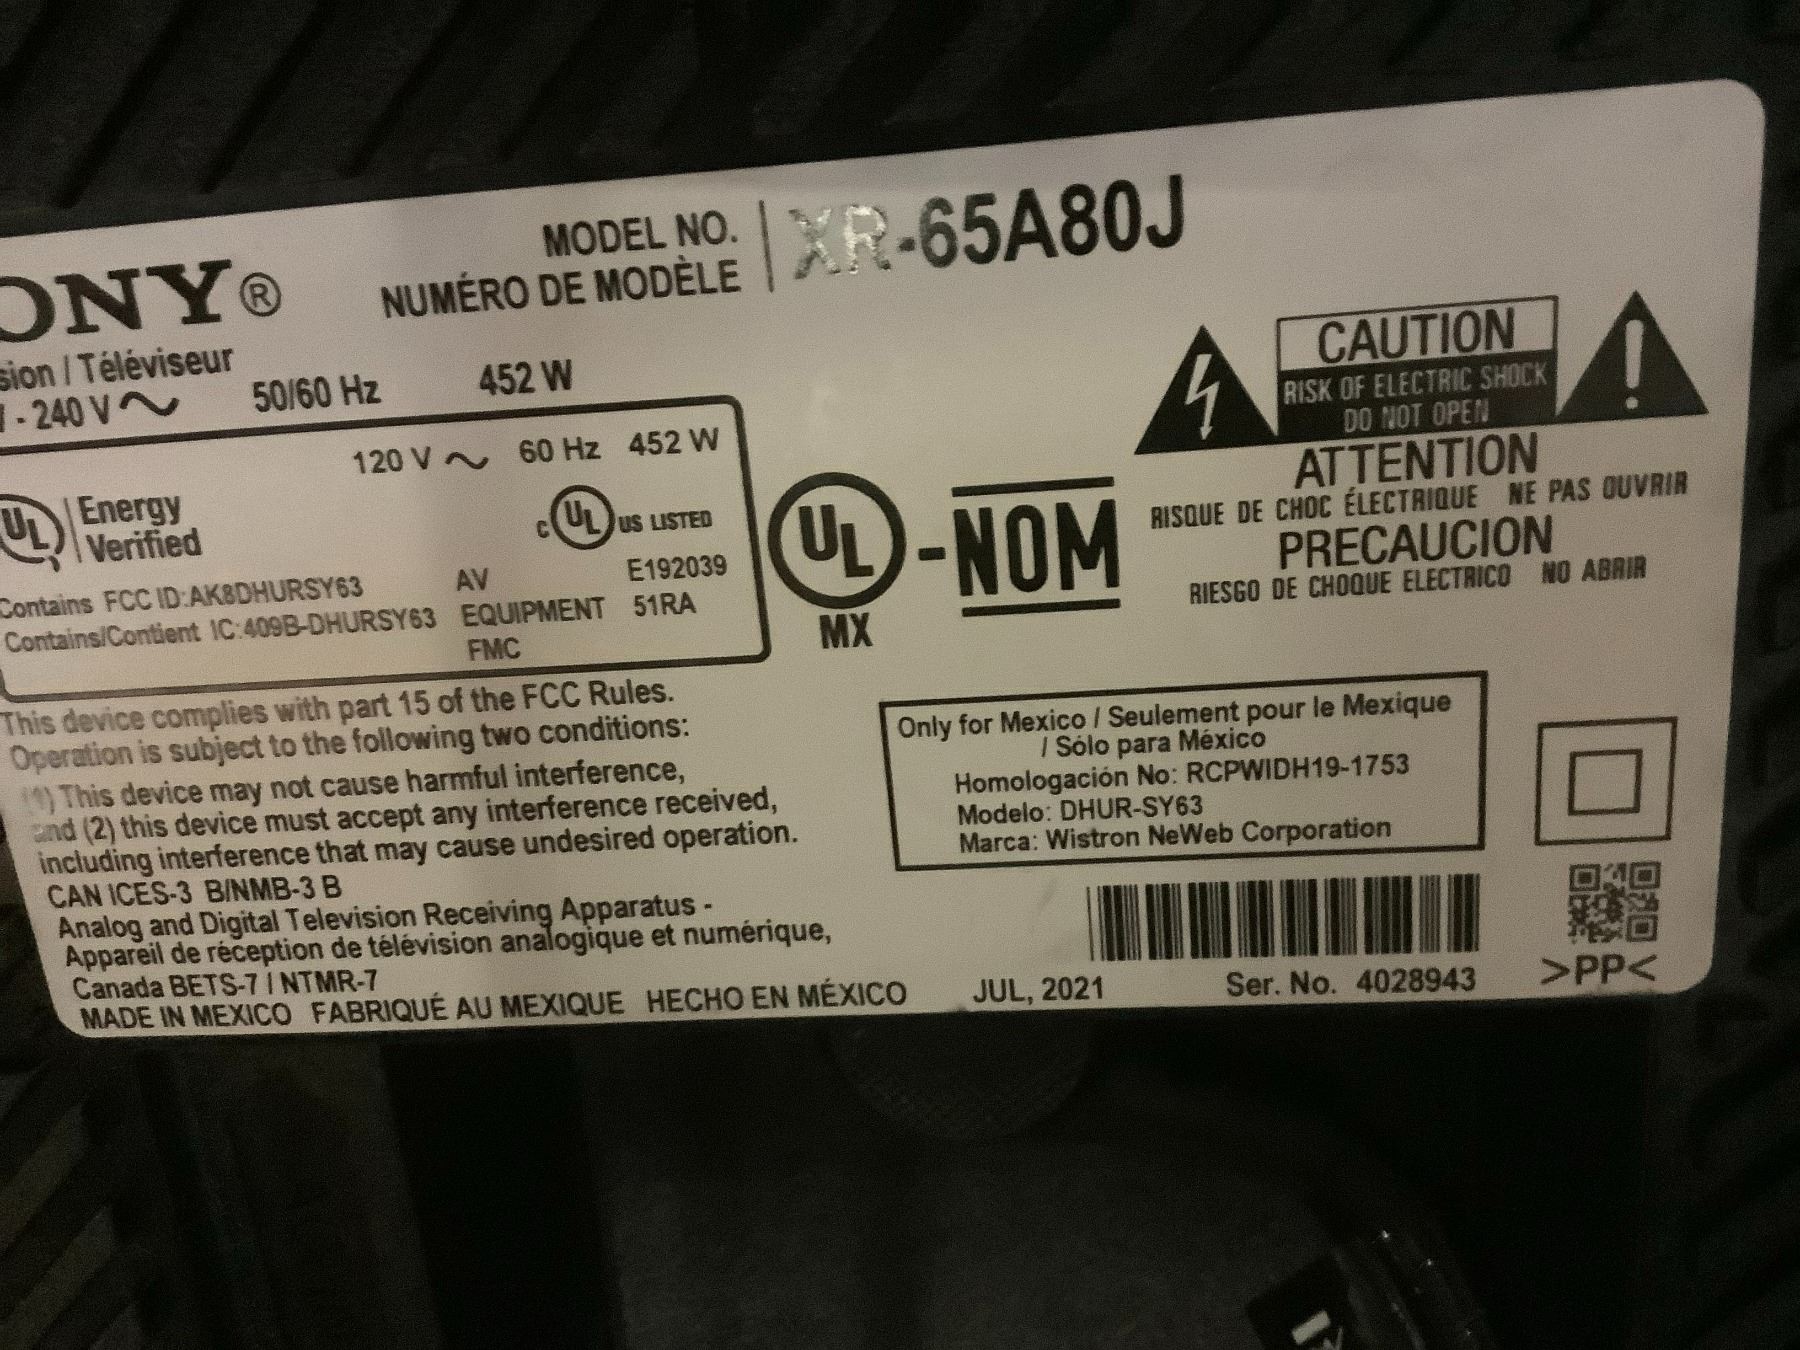 MODEL NO.
NUMÉRO DE MODÈLE
XR-65A80J
ONY®
sion / Téléviseur
- 240 V ~ 50/60 Hz 452 W
120 V ~ 60 Hz 452 W
UL Energy
Verified
c UL US LISTED
Contains FCC ID:AK8DHURSY63
Contains/Contient IC:409B-DHURSY63
AV
EQUIPMENT
FMC
E192039
51RA
UL-NOM
MX
CAUTION
RISK OF ELECTRIC SHOCK
DO NOT OPEN
ATTENTION
RISQUE DE CHOC ÉLECTRIQUE NE PAS OUVRIR
PRECAUCION
RIESGO DE CHOQUE ELECTRICO NO ABRIR
This device complies with part 15 of the FCC Rules.
Operation is subject to the following two conditions:
(1) This device may not cause harmful interference,
and (2) this device must accept any interference received,
including interference that may cause undesired operation.
CAN ICES-3 B/NMB-3 B
Analog and Digital Television Receiving Apparatus -
Appareil de réception de télévision analogique et numérique,
Canada BETS-7 / NTMR-7
MADE IN MEXICO FABRIQUÉ AU MEXIQUE HECHO EN MÉXICO
Only for Mexico / Seulement pour le Mexique
/ Sólo para México
Homologación No: RCPWIDH19-1753
Modelo: DHUR-SY63
Marca: Wistron NeWeb Corporation
JUL, 2021
Ser. No. 4028943
>PP<